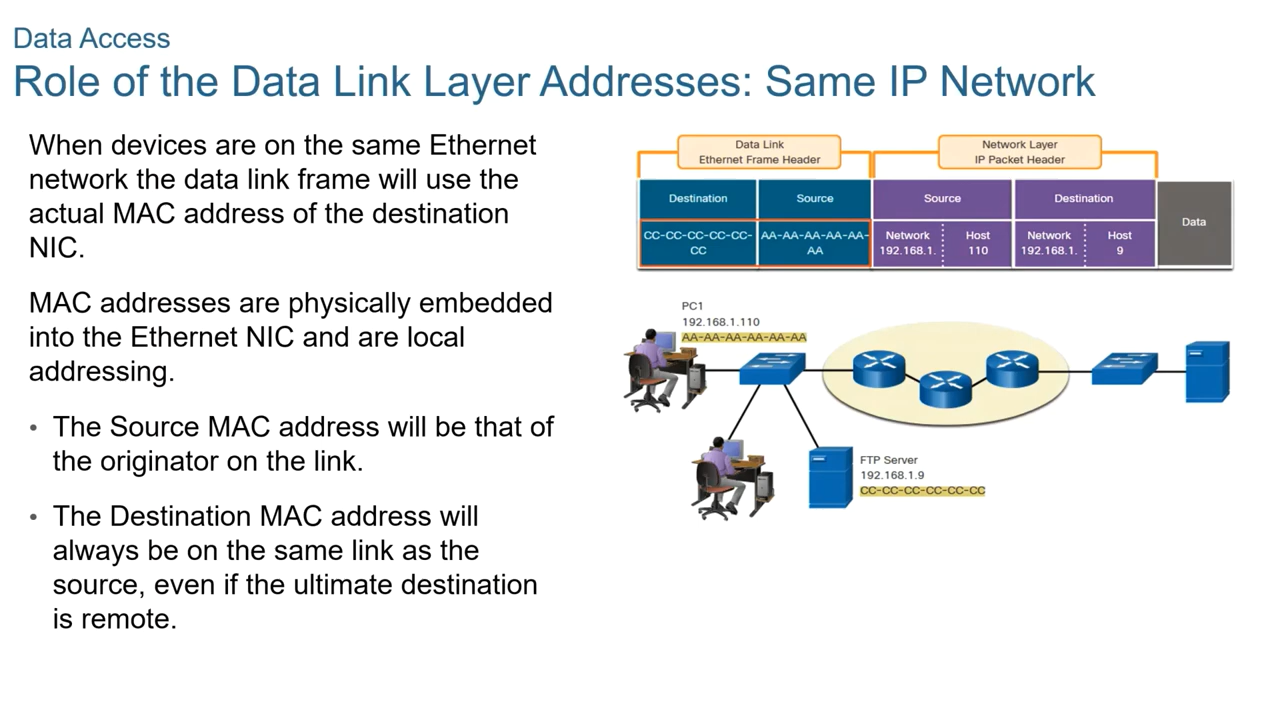 Data Access
Role of the Data Link Layer Addresses: Same IP Network
When devices are on the same Ethernet
network the data link frame will use the
actual MAC address of the destination
NIC.
MAC addresses are physically embedded
into the Ethernet NIC and are local
addressing.
• The Source MAC address will be that of
the originator on the link.
• The Destination MAC address will
always be on the same link as the
source, even if the ultimate destination
is remote.
Data Link
Ethernet Frame Header
Network Layer
IP Packet Header
Destination
Source
Source
Destination
Data
CC-CC-CC-CC-CC-
CC
AA-AA-AA-AA-AA-
AA
Network
192.168.1.
Host
110
Network
192.168.1.
Host
9
PC1
192.168.1.110
AA-AA-AA-AA-AA-AA
FTP Server
192.168.1.9
CC-CC-CC-CC-CC-CC